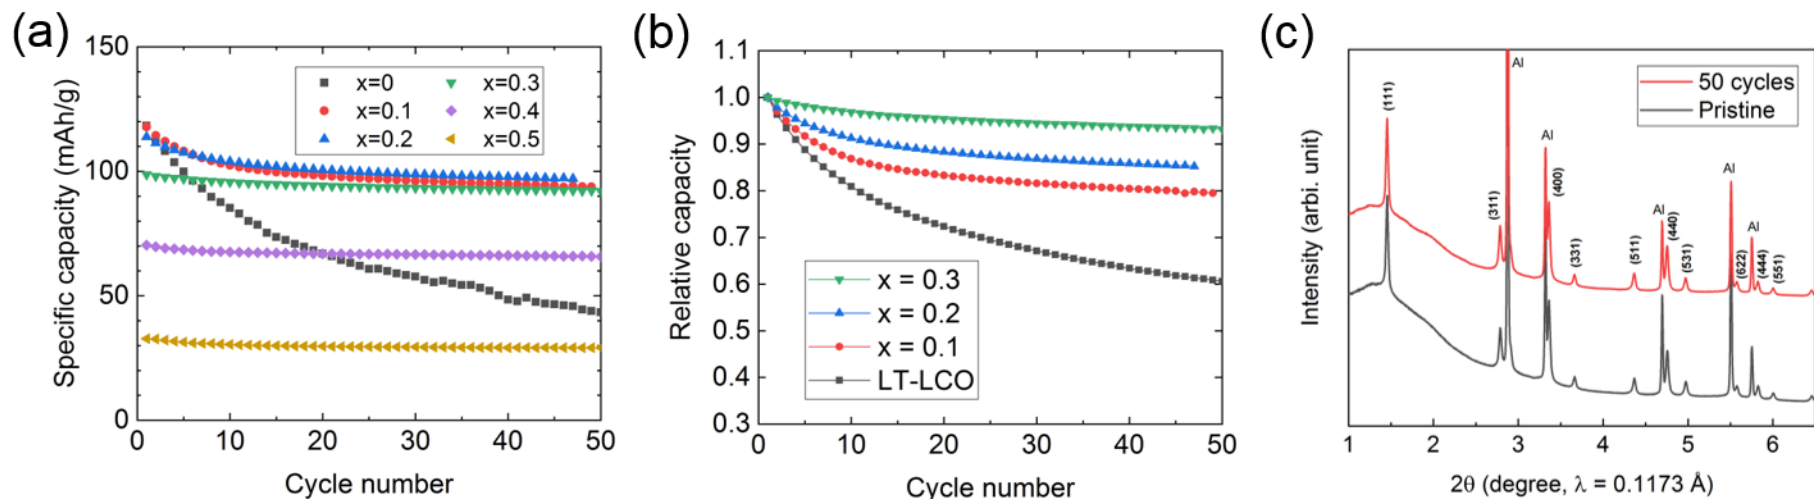 (a)
150
100
50
0
0
10
20
30
40
50
Specific capacity (mAh/g)
Cycle number
x=0
x=0.3
x=0.1
x=0.4
x=0.2
x=0.5
(b)
1.1
1.0
0.9
0.8
0.7
0.6
0.5
0.4
0.3
0
10
20
30
40
50
Relative capacity
Cycle number
x = 0.3
x = 0.2
x = 0.1
LT-LCO
(c)
Intensity (arbi. unit)
50 cycles
Pristine
(111)
(311)
Al
Al
(400)
(331)
(511)
Al
(440)
(531)
Al
(622)
Al
(444)
(551)
1
2
3
4
5
6
2θ (degree, λ = 0.1173 Å)